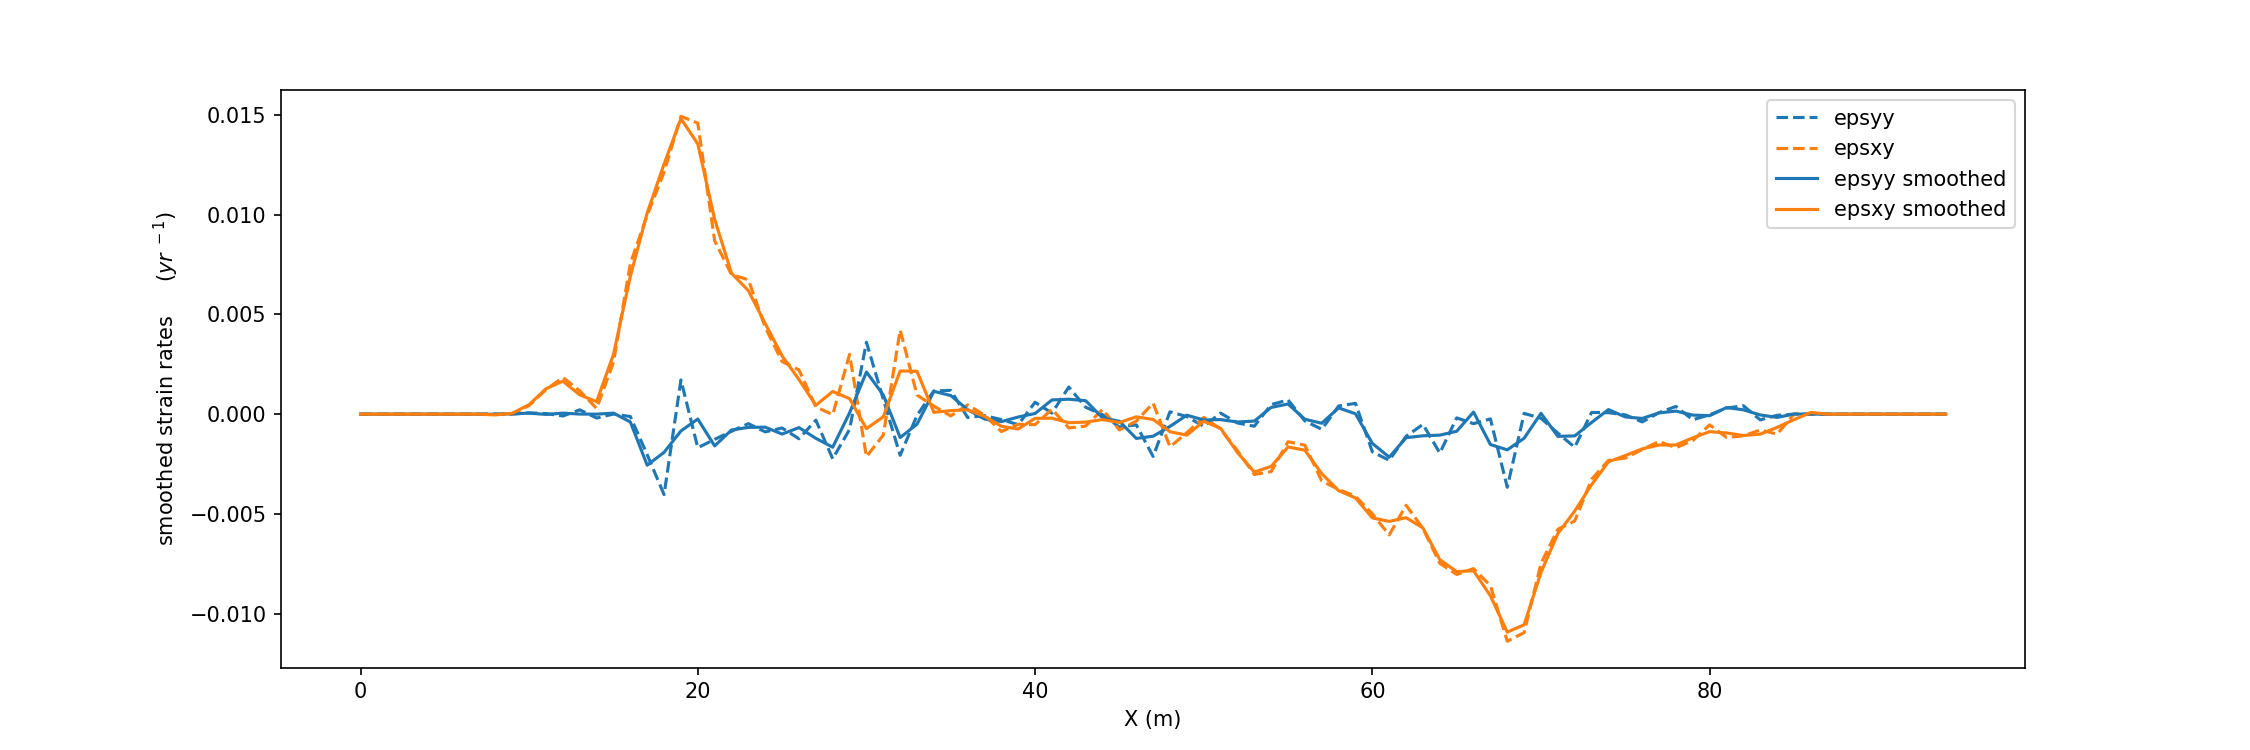 epsyy
epsxy
epsyy smoothed
epsxy smoothed
0.015
0.010
0.005
0.000
−0.005
−0.010
smoothed strain rates (yr⁻¹)
0 20 40 60 80
X (m)